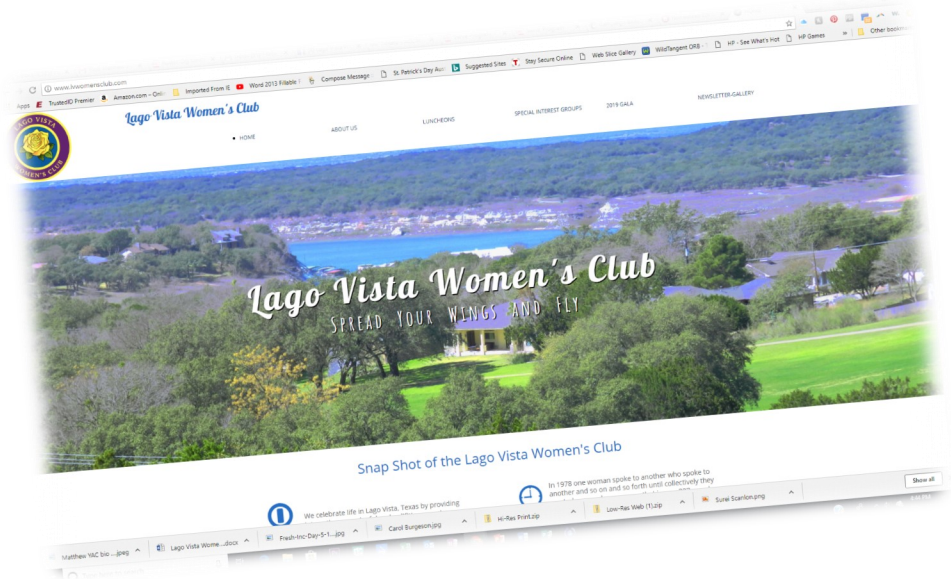 www.lvwomensclub.com
Other bookm
Apps TrustedID Premier Amazon.com – Onli Imported From IE Word 2013 Fillable Compose Message St. Patrick's Day Au Suggested Sites Stay Secure Online Web Slice Gallery WildTangent ORB - HP - See What's Hot HP Games »
LAGO VISTA
WOMEN'S CLUB
Lago Vista Women's Club
HOME
ABOUT US
LUNCHEONS
SPECIAL INTEREST GROUPS
2019 GALA
NEWSLETTER-GALLERY
Lago Vista Women's Club
SPREAD YOUR WINGS AND FLY
Snap Shot of the Lago Vista Women's Club
We celebrate life in Lago Vista, Texas by providing
In 1978 one woman spoke to another who spoke to
another and so on and so forth until collectively they
Matthew YAC bio ....jpeg
Lago Vista Wome...docx
Fresh-Inc-Day-5-1...jpg
Carol Burgeson.jpg
Hi-Res Print.zip
Low-Res Web (1).zip
Surei Scanlon.png
Show all